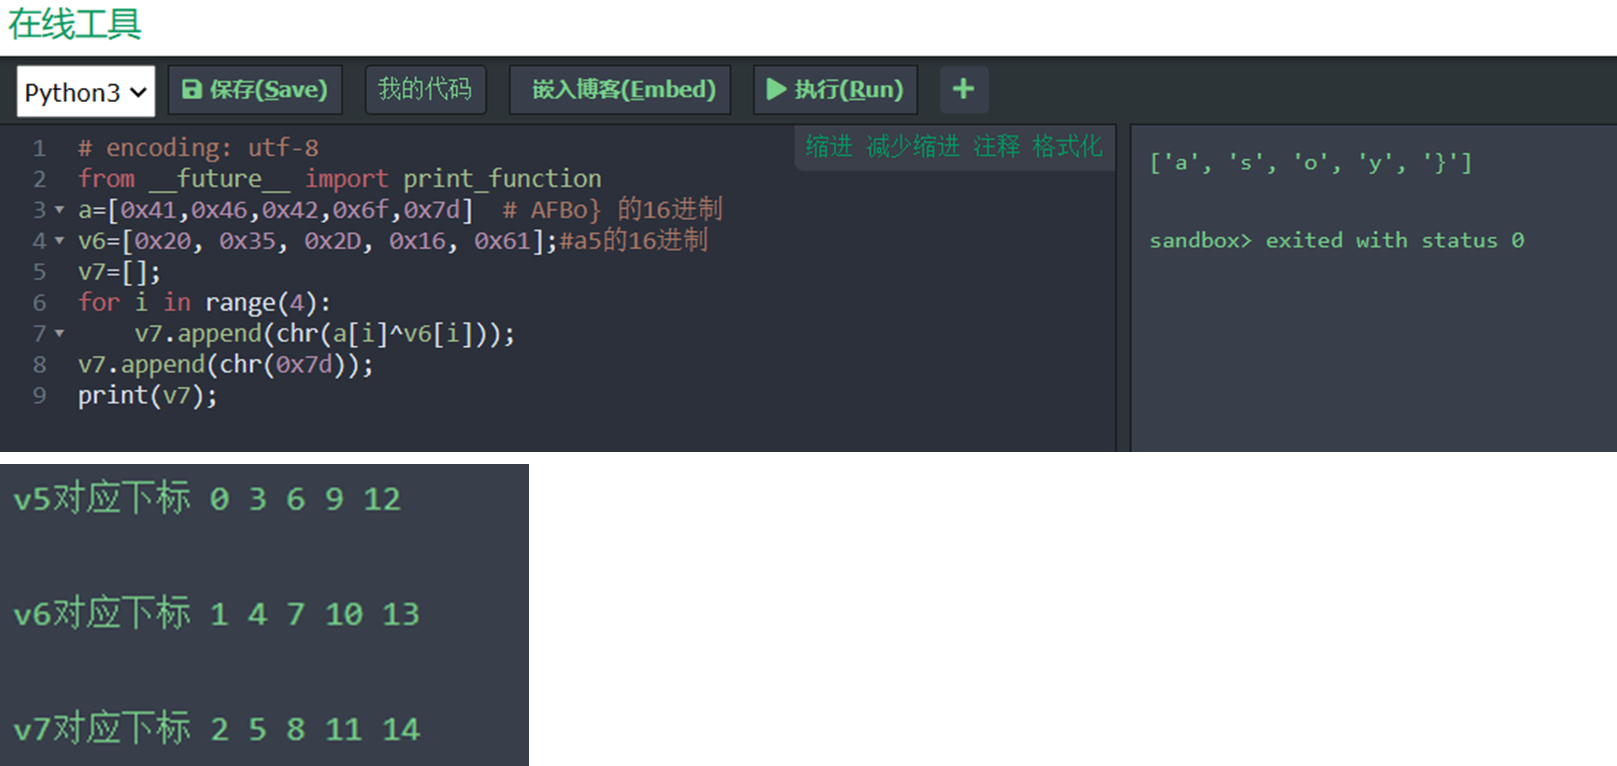 在线工具
Python3 保存(Save) 我的代码 嵌入博客(Embed) 执行(Run) +
缩进 减少缩进 注释 格式化
1 # encoding: utf-8
2 from __future__ import print_function
3 a=[0x41,0x46,0x42,0x6f,0x7d]  # AFBo} 的16进制
4 v6=[0x20, 0x35, 0x2D, 0x16, 0x61];#a5的16进制
5 v7=[];
6 for i in range(4):
7     v7.append(chr(a[i]^v6[i]));
8 v7.append(chr(0x7d));
9 print(v7);
['a', 's', 'o', 'y', '}']
sandbox> exited with status 0
v5对应下标 0 3 6 9 12
v6对应下标 1 4 7 10 13
v7对应下标 2 5 8 11 14